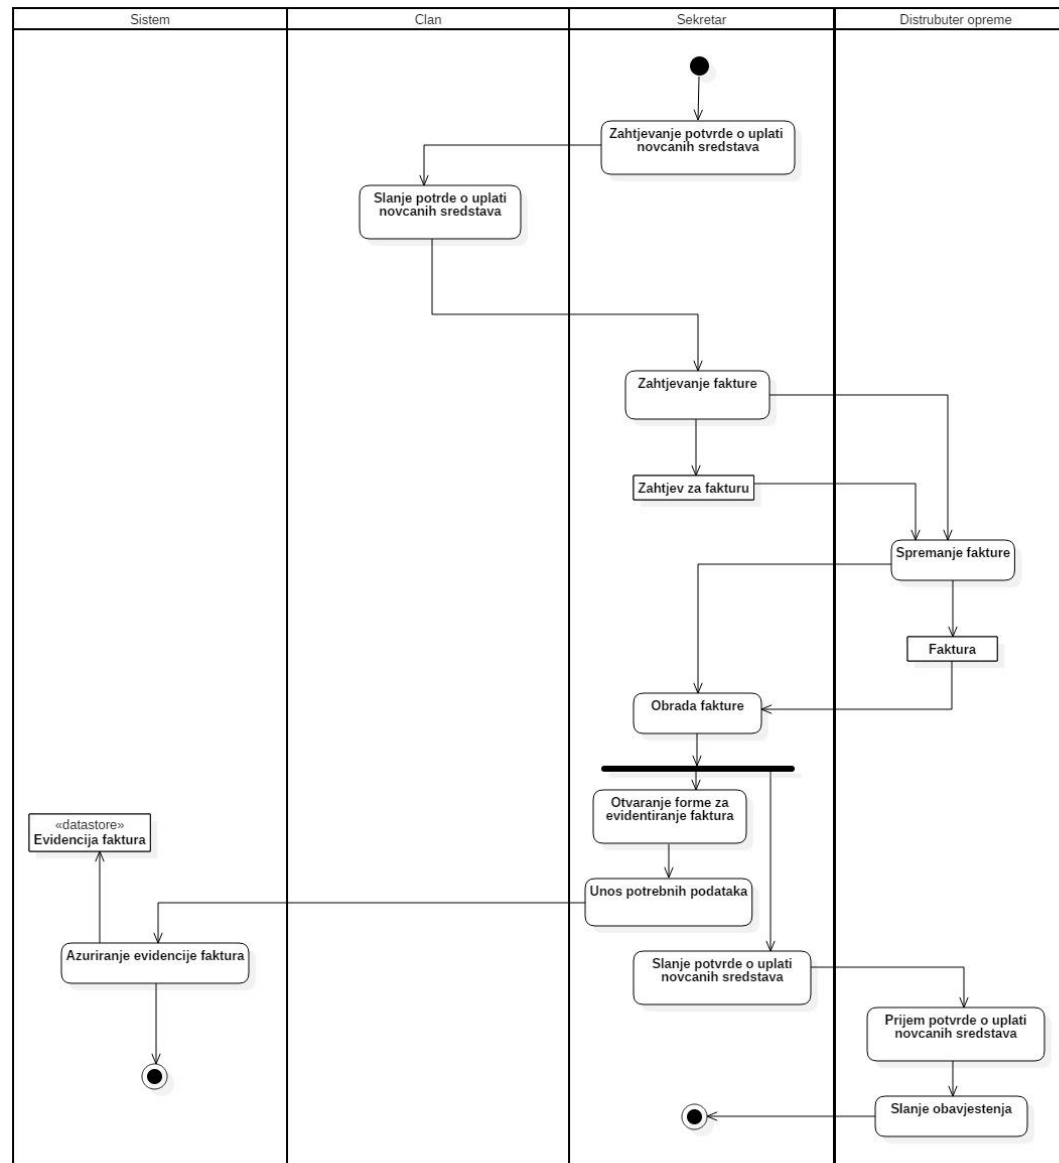 Sistem
Clan
Sekretar
Distrubuter opreme
Zahtjevanje potvrde o uplati
novcanih sredstava
Slanje potrde o uplati
novcanih sredstava
Zahtjevanje fakture
Zahtjev za fakturu
Spremanje fakture
Faktura
Obrada fakture
Otvaranje forme za
evidentiranje faktura
«datastore»
Evidencija faktura
Unos potrebnih podataka
Azuriranje evidencije faktura
Slanje potvrde o uplati
novcanih sredstava
Prijem potvrde o uplati
novcanih sredstava
Slanje obavjestenja